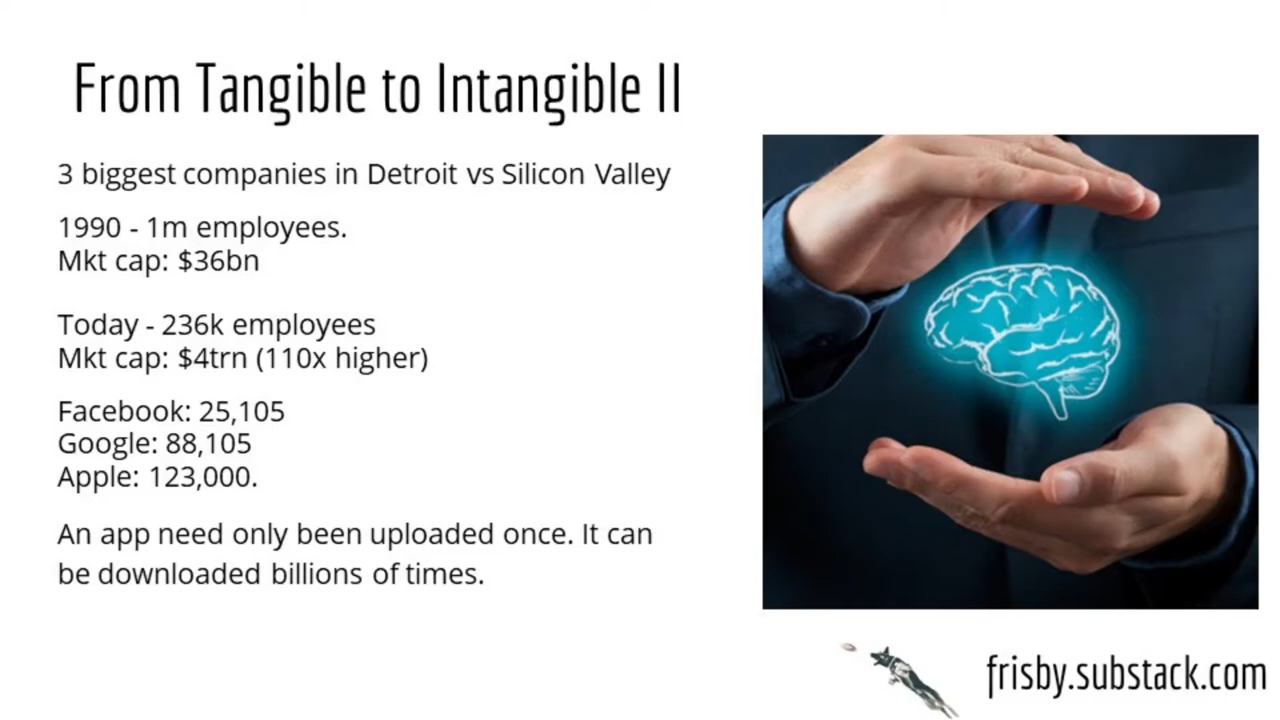 From Tangible to Intangible II
3 biggest companies in Detroit vs Silicon Valley
1990 - 1m employees.
Mkt cap: $36bn
Today - 236k employees
Mkt cap: $4trn (110x higher)
Facebook: 25,105
Google: 88,105
Apple: 123,000.
An app need only been uploaded once. It can
be downloaded billions of times.
frisby.substack.com